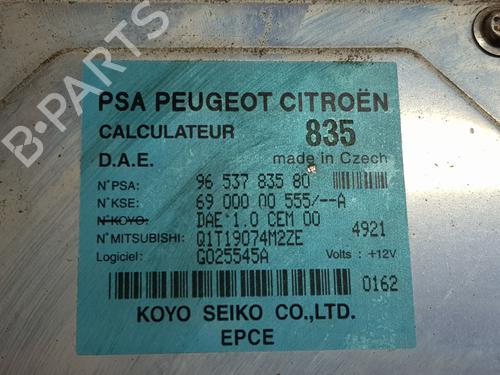 B-PARTS
PSA PEUGEOT CITROËN
CALCULATEUR 835
D.A.E. made in Czech
N°PSA: 96 537 835 80
N°KSE: 69 000 00 555/--A
N°KOYO: DAE 1.0 CEM 00
N°MITSUBISHI: Q1T19074M2ZE 4921
Logiciel: G025545A Volts : +12V
0162
KOYO SEIKO CO.,LTD.
EPCE